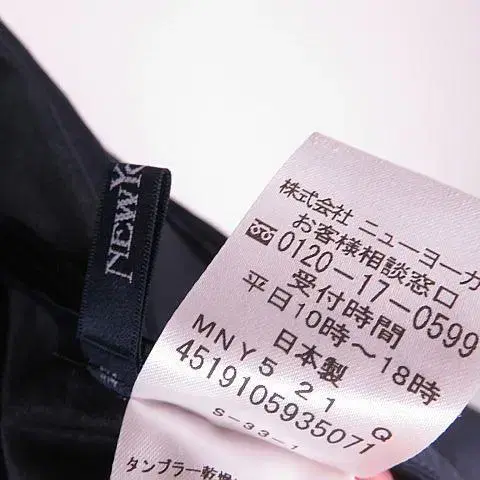 NEWYO
株式会社 ニューヨーカ
お客様相談窓口
0120-17-0599
受付時間
平日10時〜18時
日本製
MNY5 21 Q
4519105935071
S-33-1
タンブラー乾燥